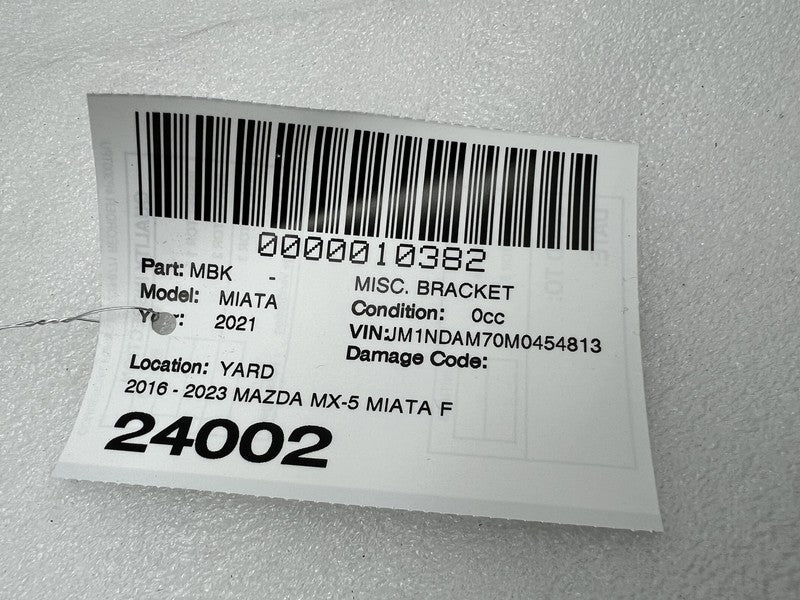 0000010382
Part: MBK -
MISC. BRACKET
Model: MIATA
Condition: 0cc
Year: 2021
VIN:JM1NDAM70M0454813
Damage Code:
Location: YARD
2016 - 2023 MAZDA MX-5 MIATA F
24002